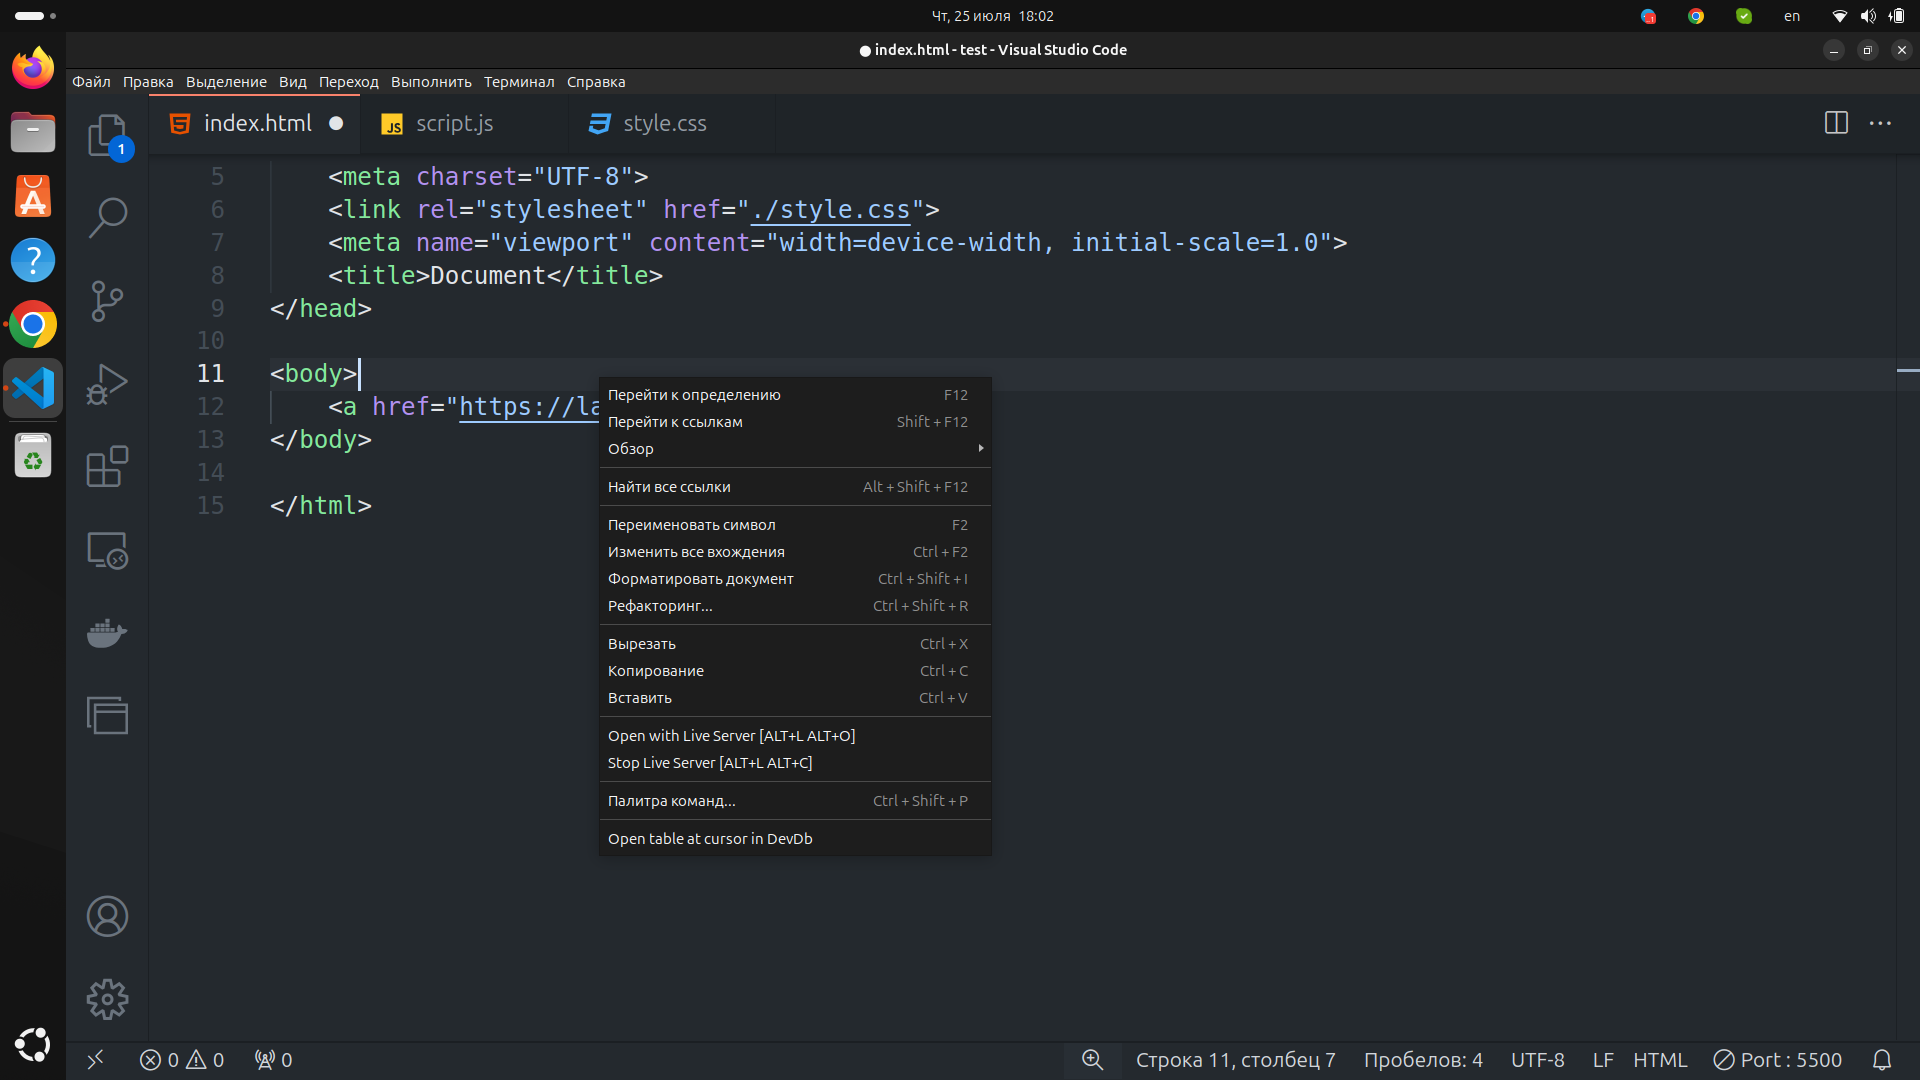 Чт, 25 июля 18:02
en
index.html - test - Visual Studio Code
Файл Правка Выделение Вид Переход Выполнить Терминал Справка
1
index.html
JS script.js
style.css
5 <meta charset="UTF-8">
6 <link rel="stylesheet" href="./style.css">
7 <meta name="viewport" content="width=device-width, initial-scale=1.0">
8 <title>Document</title>
9 </head>
10
11 <body>
12 <a href="https://la
13 </body>
14
15 </html>
Перейти к определению F12
Перейти к ссылкам Shift + F12
Обзор
Найти все ссылки Alt + Shift + F12
Переименовать символ F2
Изменить все вхождения Ctrl + F2
Форматировать документ Ctrl + Shift + I
Рефакторинг... Ctrl + Shift + R
Вырезать Ctrl + X
Копирование Ctrl + C
Вставить Ctrl + V
Open with Live Server [ALT+L ALT+O]
Stop Live Server [ALT+L ALT+C]
Палитра команд... Ctrl + Shift + P
Open table at cursor in DevDb
0 0 0
Строка 11, столбец 7 Пробелов: 4 UTF-8 LF HTML Port : 5500